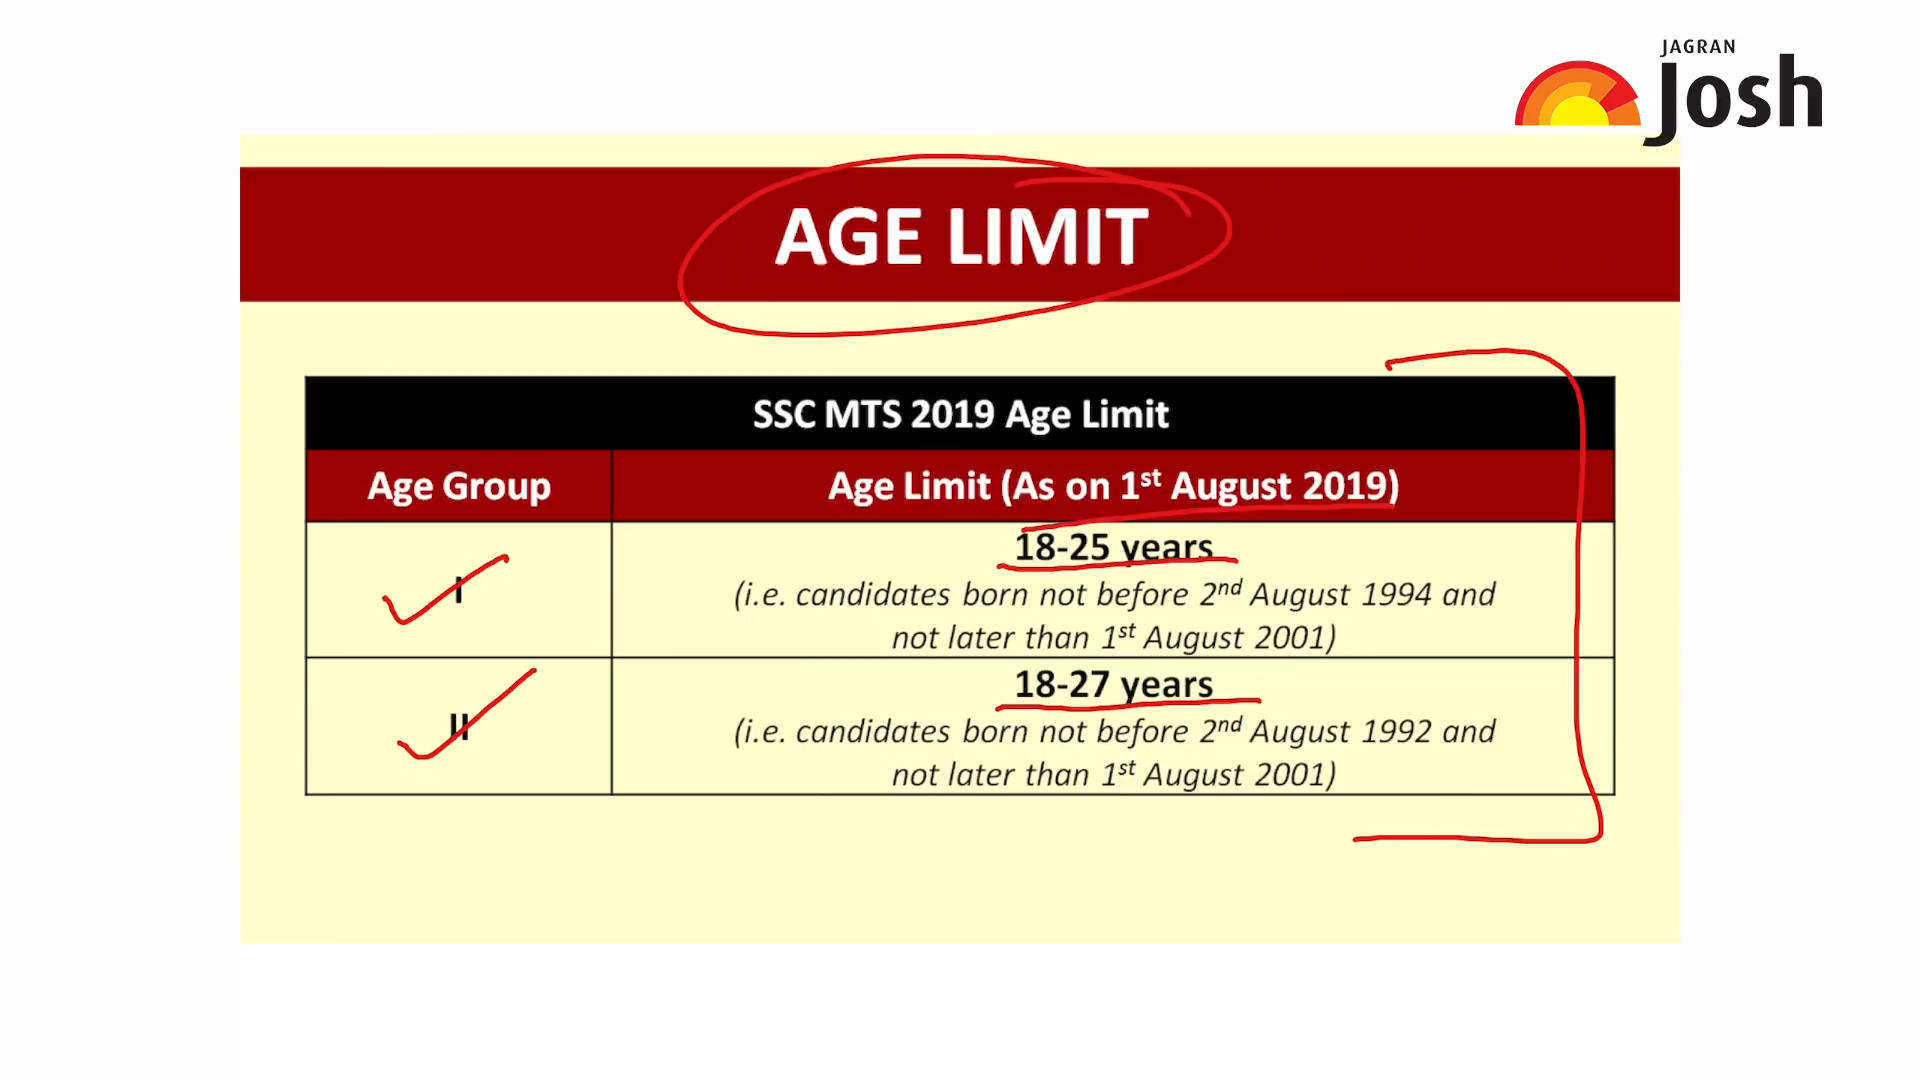 JAGRAN
Josh
AGE LIMIT
SSC MTS 2019 Age Limit
Age Group
Age Limit (As on 1st August 2019)
I
18-25 years
(i.e. candidates born not before 2nd August 1994 and
not later than 1st August 2001)
II
18-27 years
(i.e. candidates born not before 2nd August 1992 and
not later than 1st August 2001)